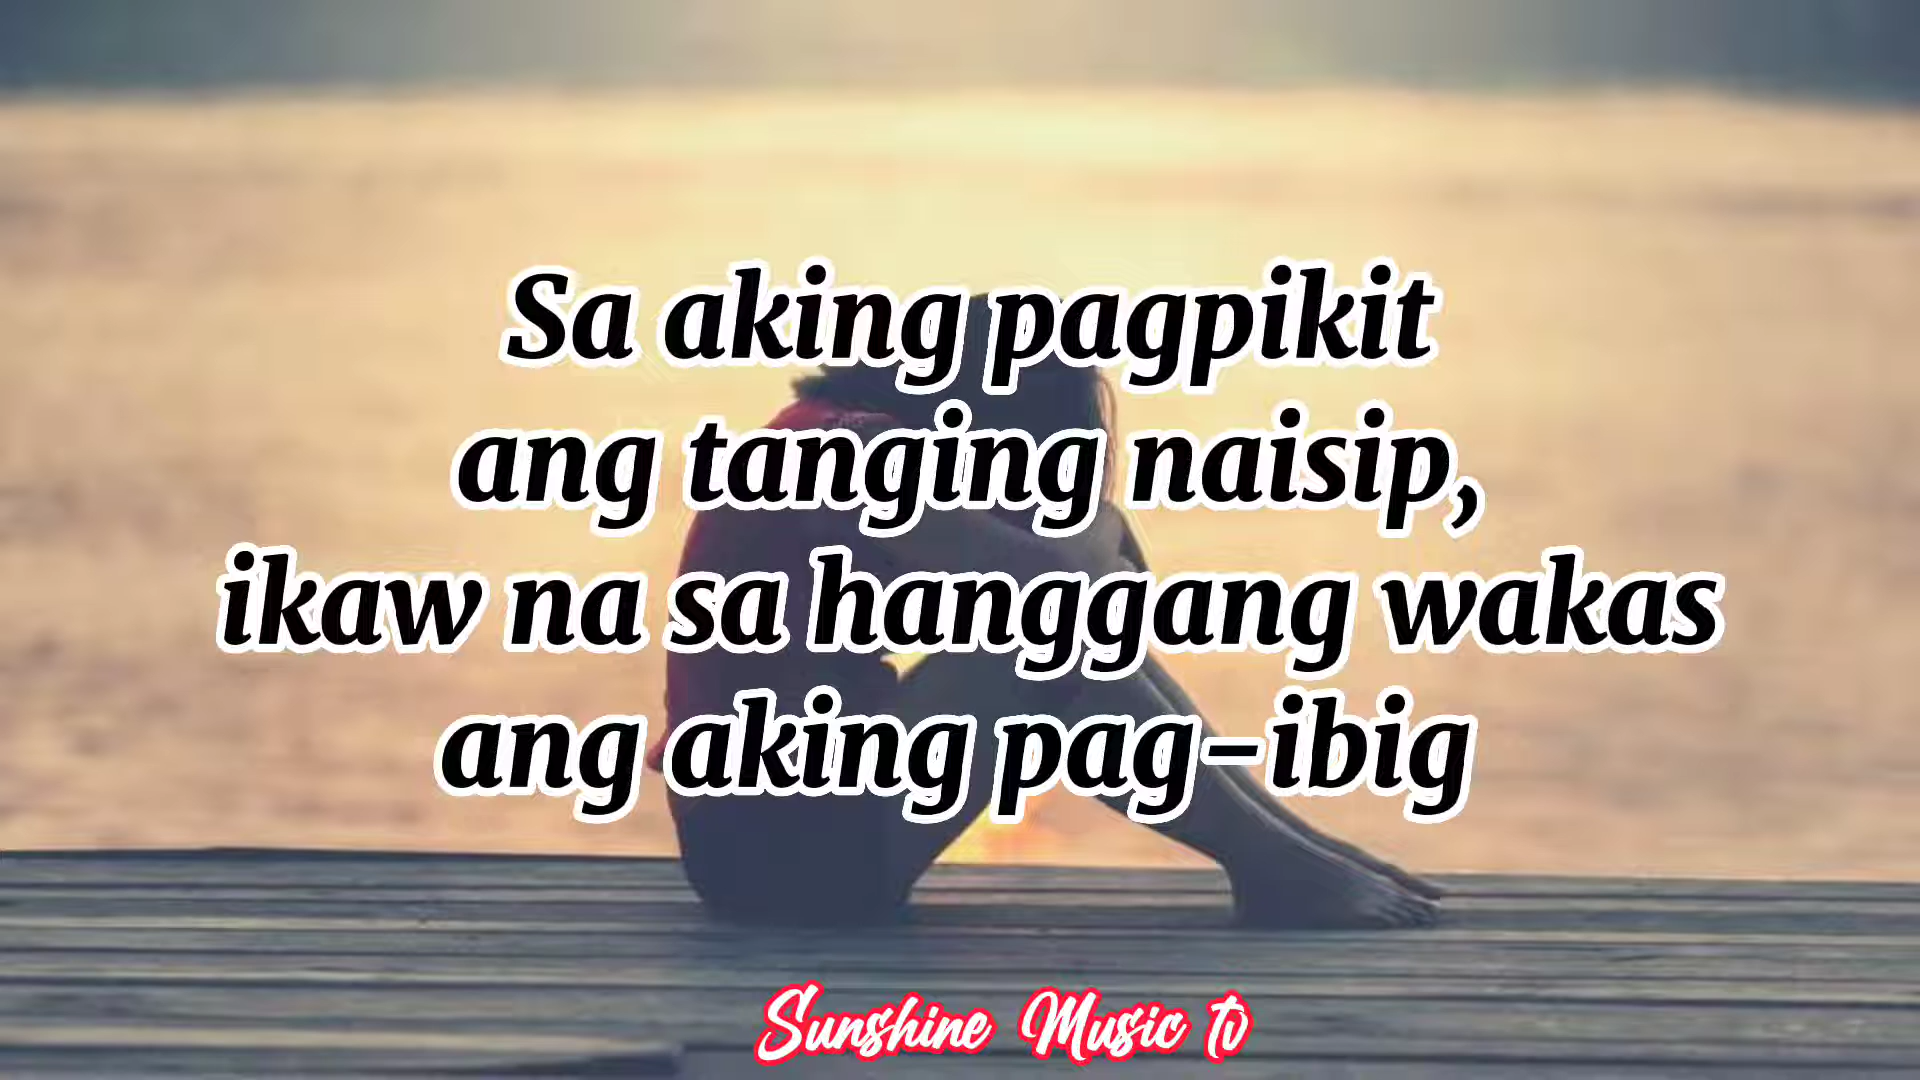 Sa aking pagpikit
ang tanging naisip,
ikaw na sa hanggang wakas
ang aking pag-ibig
Sunshine Music tv